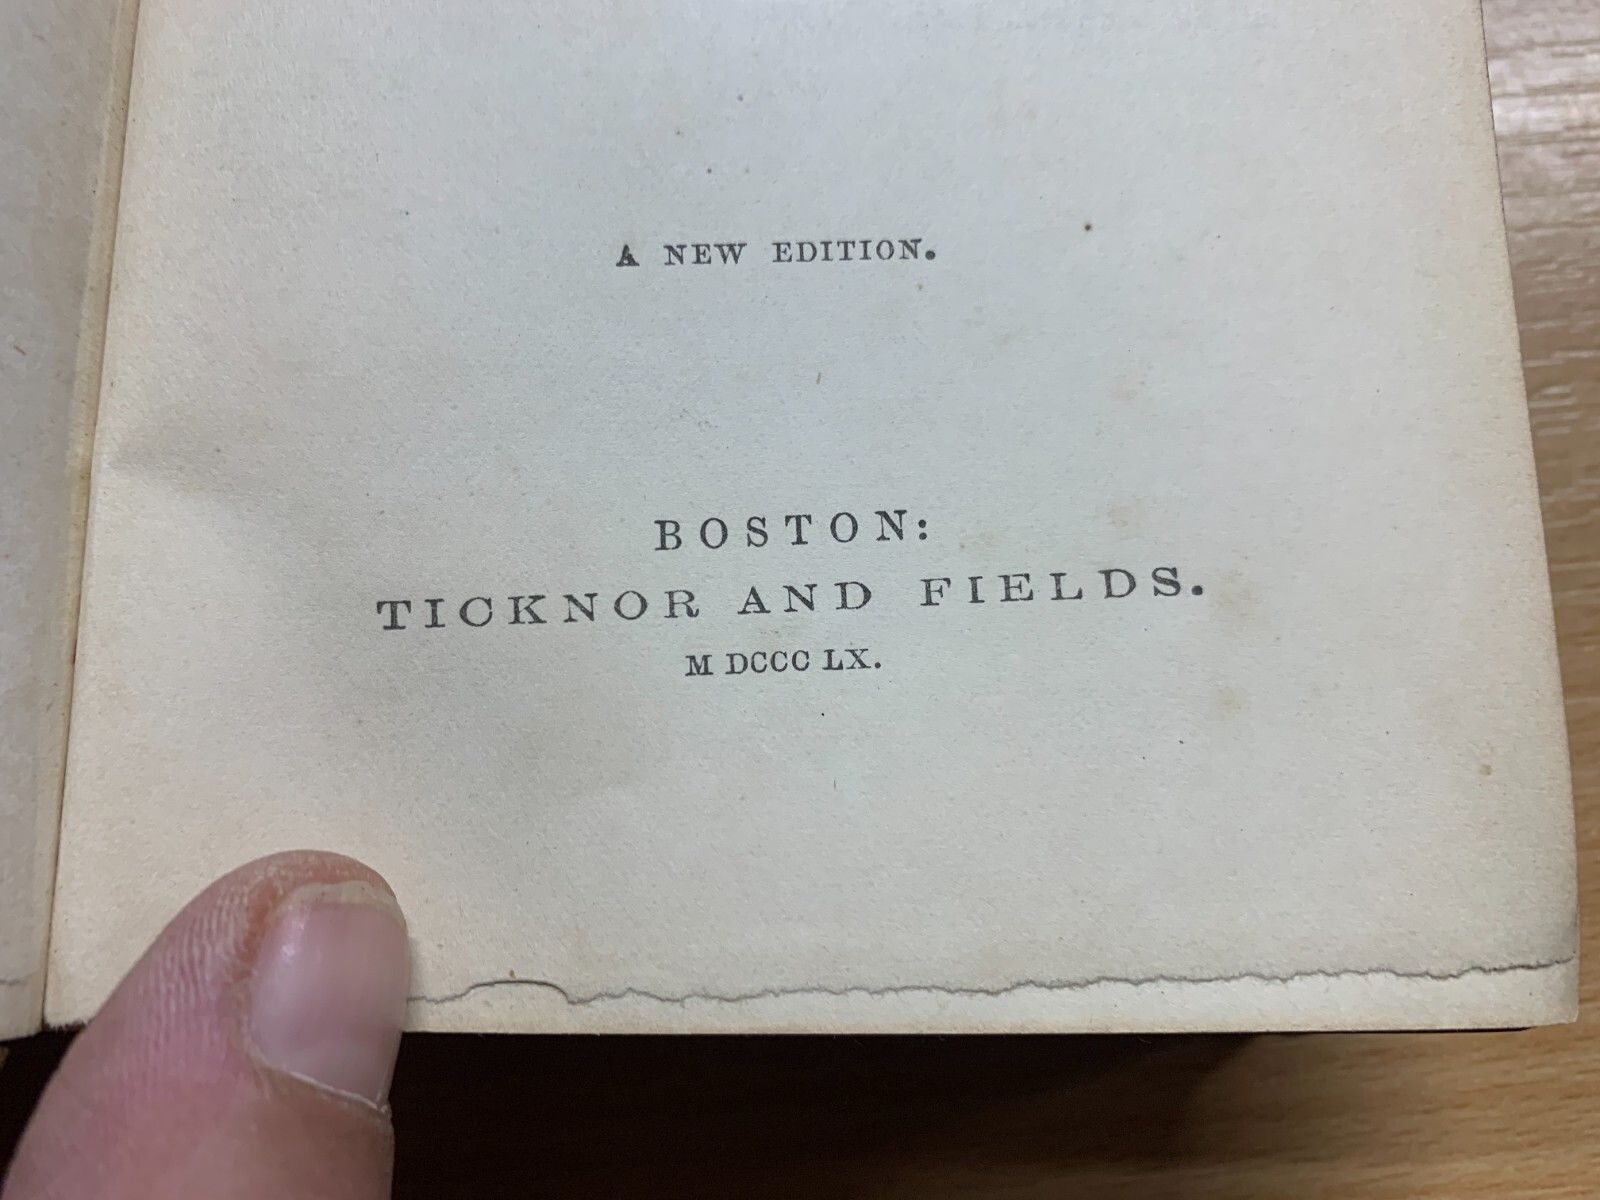 A NEW EDITION.
BOSTON:
TICKNOR AND FIELDS.
M DCCC LX.